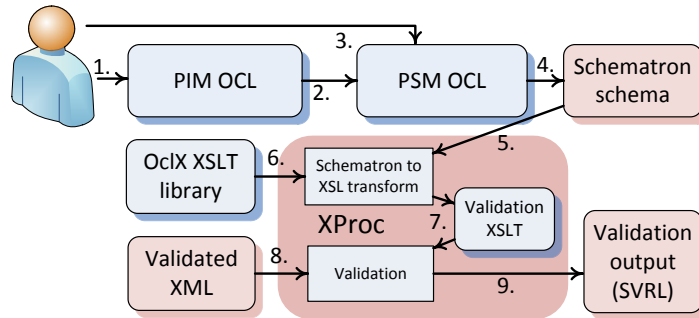 3.
1.
PIM OCL
2.
PSM OCL
4.
Schematron
schema
5.
OclX XSLT
library
6.
Schematron to
XSL transform
XProc
7.
Validation
XSLT
Validated
XML
8.
Validation
9.
Validation
output
(SVRL)